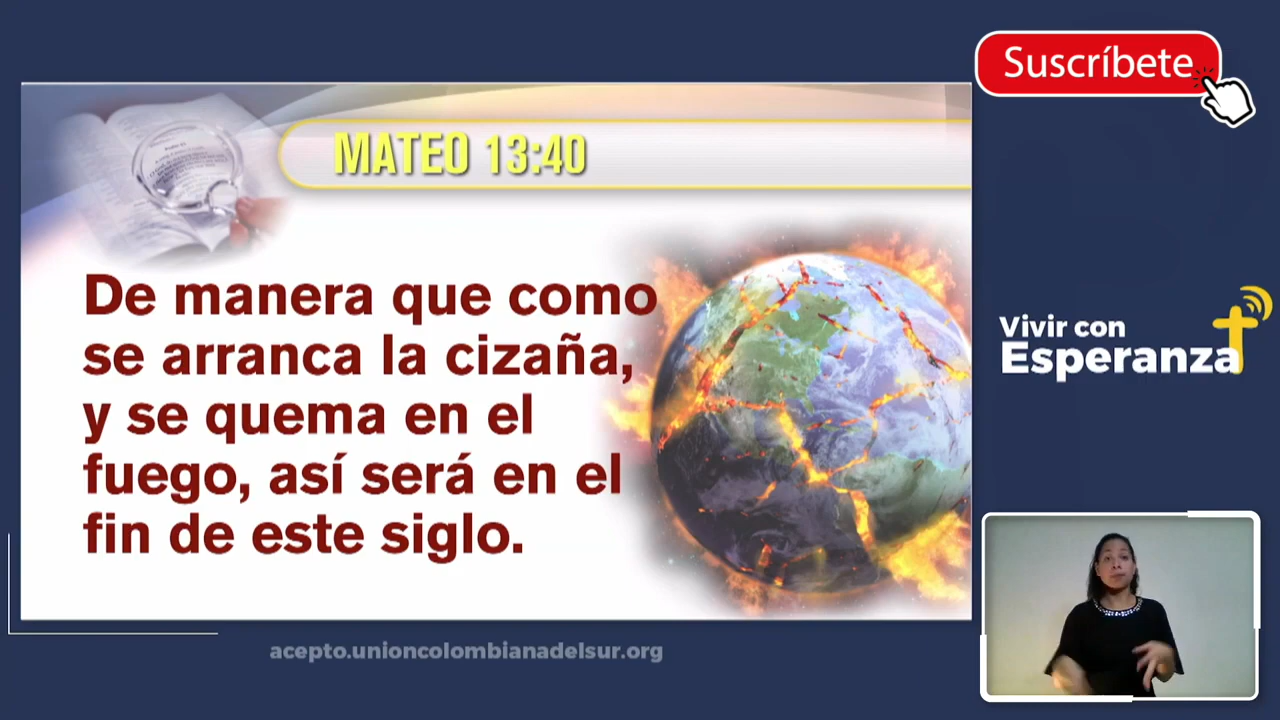 Suscríbete
MATEO 13:40
De manera que como
se arranca la cizaña,
y se quema en el
fuego, así será en el
fin de este siglo.
Vivir con
Esperanza
acepto.unioncolombianadelsur.org